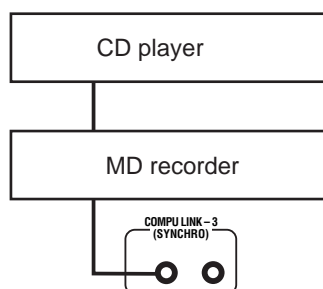 CD player
MD recorder
COMPU LINK – 3
(SYNCHRO)